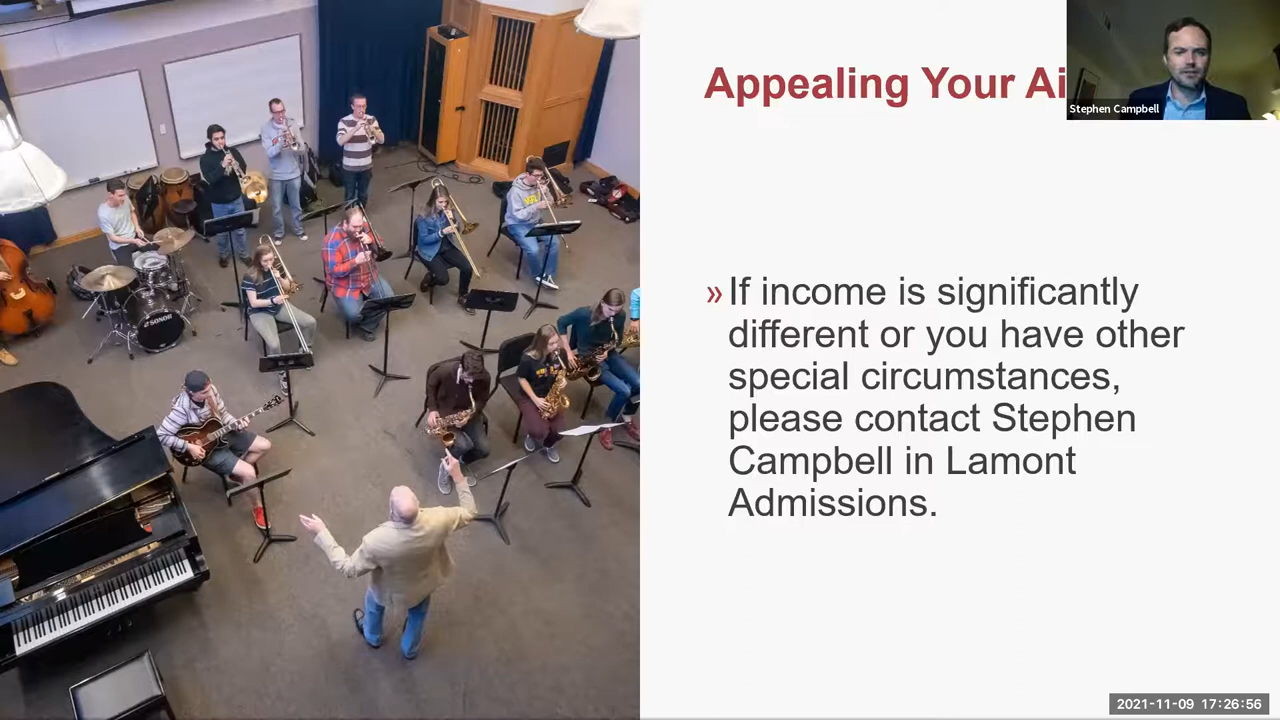 Appealing Your Ai
Stephen Campbell
» If income is significantly
different or you have other
special circumstances,
please contact Stephen
Campbell in Lamont
Admissions.
SONOR
2021-11-09 17:26:56